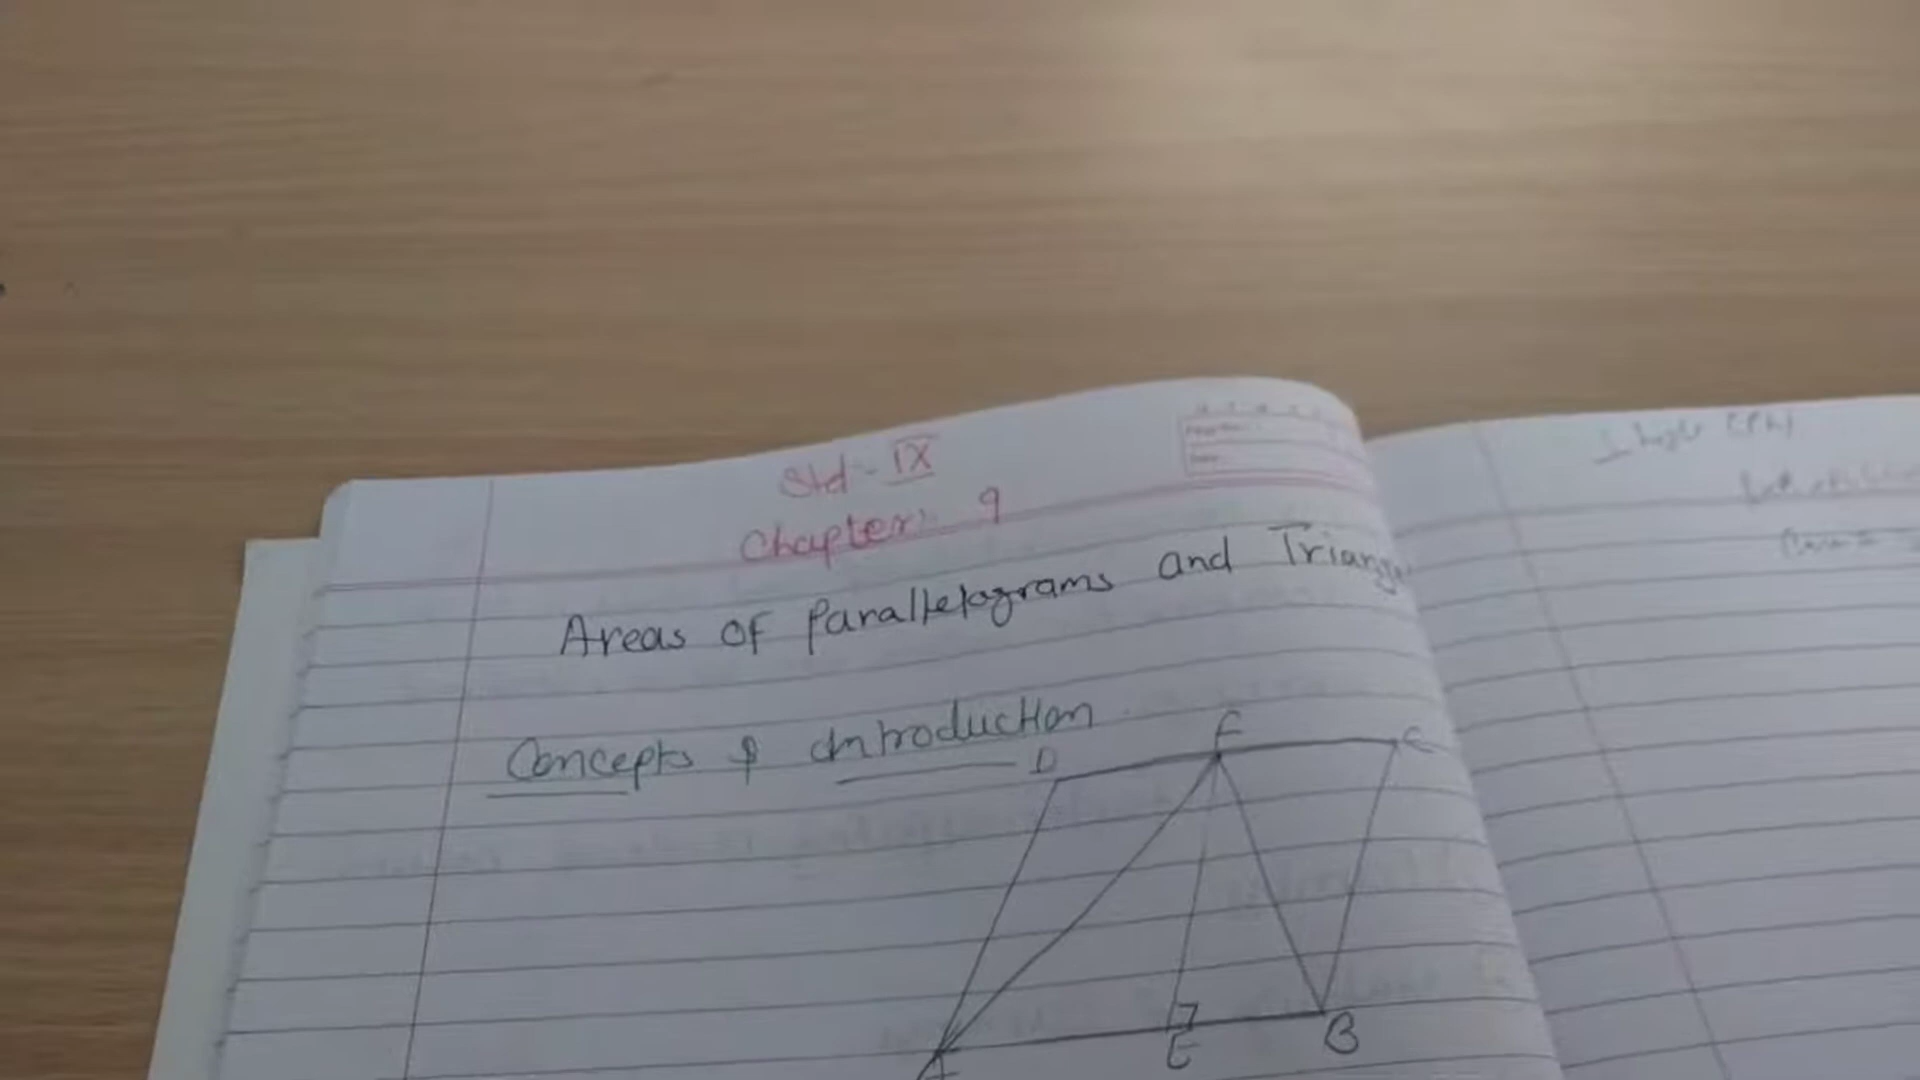 Std - IX
Chapter: 9
Areas of Parallelograms and
Concepts & Introduction
D F C
A E B